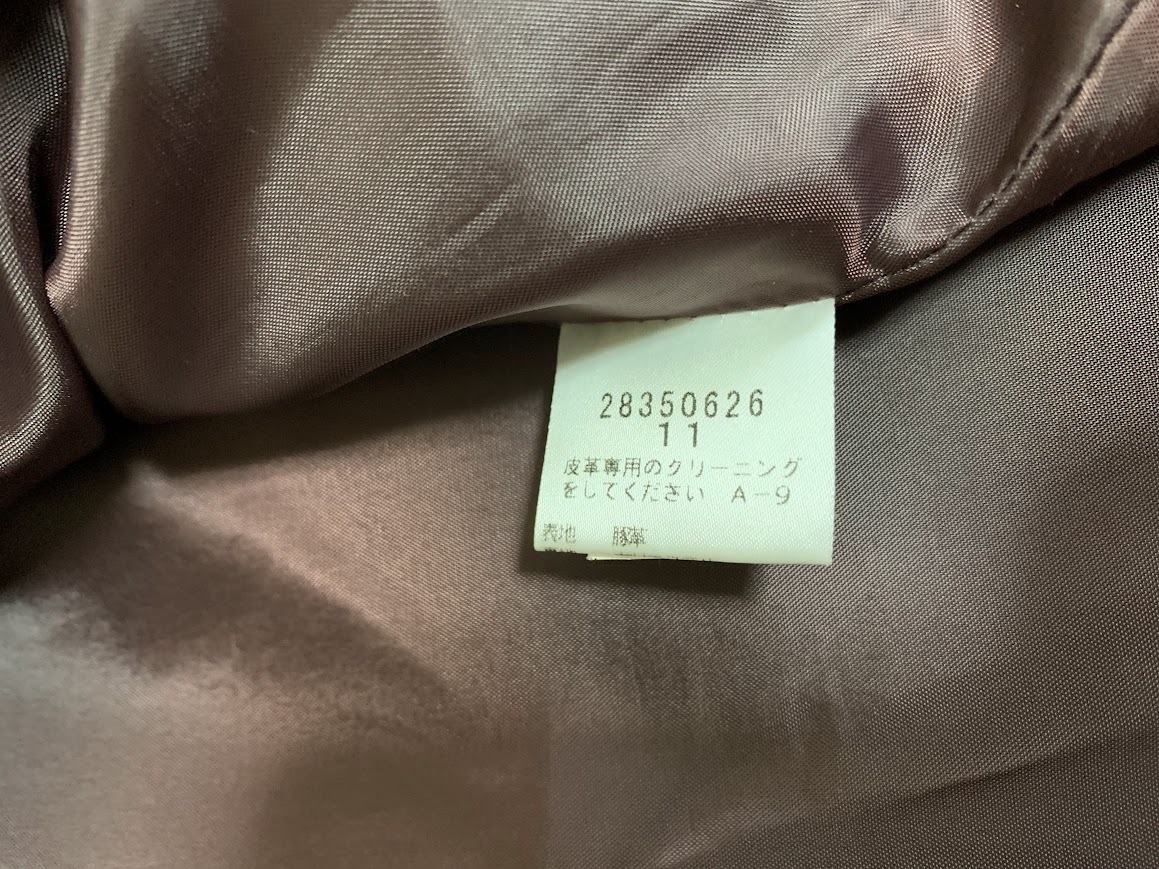 28350626
11
皮革専用のクリーニング
をしてください A-9
表地 豚革